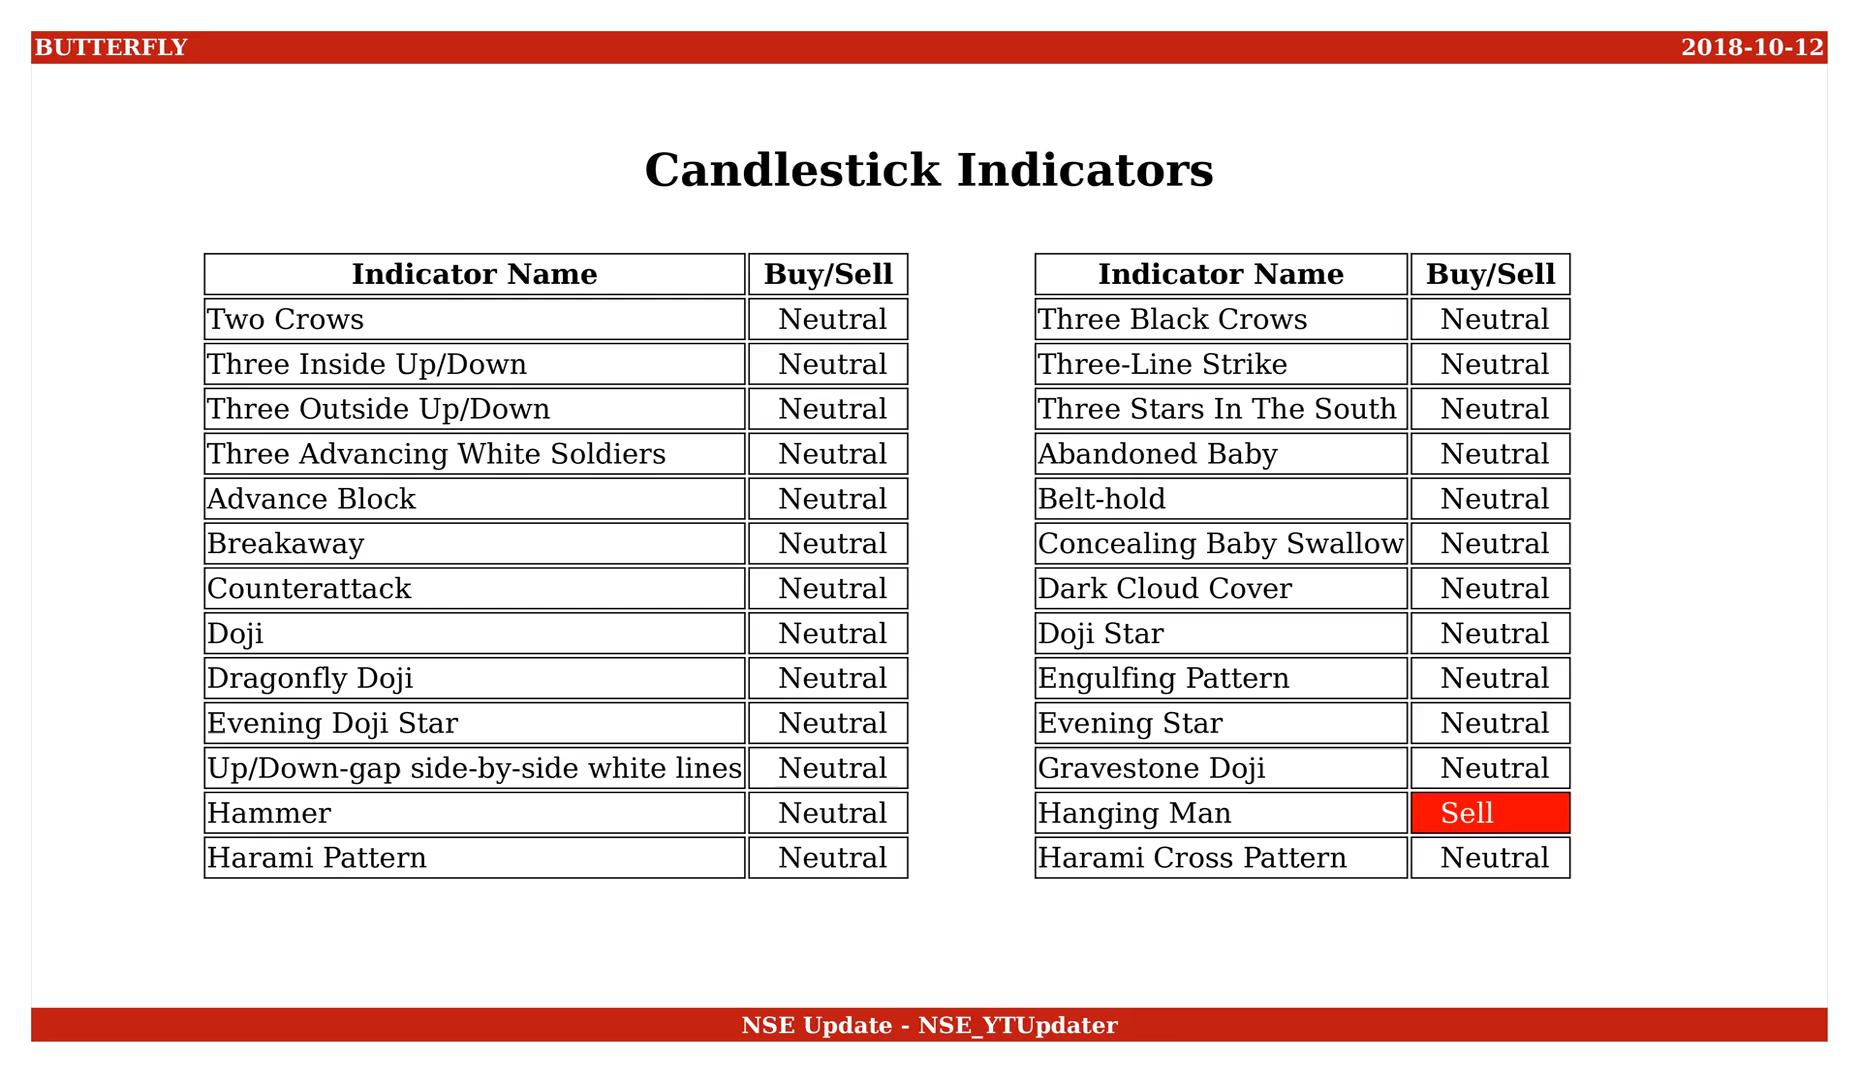 BUTTERFLY 2018-10-12
Candlestick Indicators
Indicator Name Buy/Sell Indicator Name Buy/Sell
Two Crows Neutral Three Black Crows Neutral
Three Inside Up/Down Neutral Three-Line Strike Neutral
Three Outside Up/Down Neutral Three Stars In The South Neutral
Three Advancing White Soldiers Neutral Abandoned Baby Neutral
Advance Block Neutral Belt-hold Neutral
Breakaway Neutral Concealing Baby Swallow Neutral
Counterattack Neutral Dark Cloud Cover Neutral
Doji Neutral Doji Star Neutral
Dragonfly Doji Neutral Engulfing Pattern Neutral
Evening Doji Star Neutral Evening Star Neutral
Up/Down-gap side-by-side white lines Neutral Gravestone Doji Neutral
Hammer Neutral Hanging Man Sell
Harami Pattern Neutral Harami Cross Pattern Neutral
NSE Update - NSE_YTUpdater